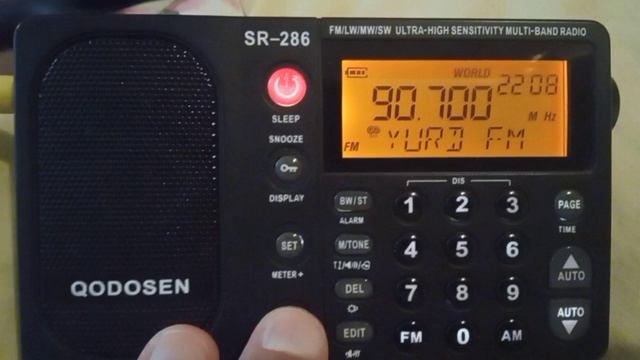 SR-286
FM/LW/MW/SW ULTRA-HIGH SENSITIVITY MULTI-BAND RADIO
WORLD
22 08
90.700
M Hz
FM
YURD FM
SLEEP
SNOOZE
DISPLAY
SET
METER+
QODOSEN
DIS
BW/ST
1
2
3
PAGE
ALARM
TIME
M/TONE
4
5
6
AUTO
DEL
7
8
9
AUTO
EDIT
FM
0
AM